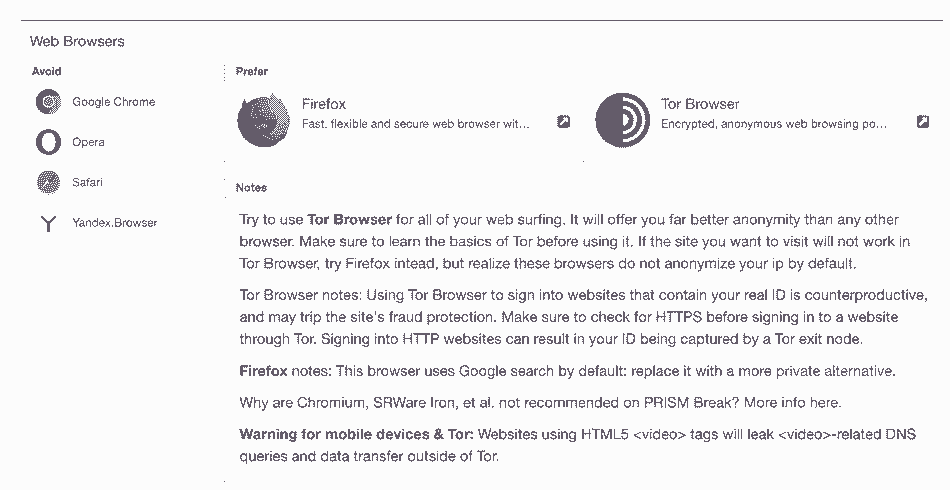 Web Browsers
Avoid
Google Chrome
Opera
Safari
Yandex.Browser
Prefer
Firefox
Fast, flexible and secure web browser wit...
Tor Browser
Encrypted, anonymous web browsing po...
Notes
Try to use Tor Browser for all of your web surfing. It will offer you far better anonymity than any other
browser. Make sure to learn the basics of Tor before using it. If the site you want to visit will not work in
Tor Browser, try Firefox intead, but realize these browsers do not anonymize your ip by default.
Tor Browser notes: Using Tor Browser to sign into websites that contain your real ID is counterproductive,
and may trip the site's fraud protection. Make sure to check for HTTPS before signing in to a website
through Tor. Signing into HTTP websites can result in your ID being captured by a Tor exit node.
Firefox notes: This browser uses Google search by default: replace it with a more private alternative.
Why are Chromium, SRWare Iron, et al. not recommended on PRISM Break? More info here.
Warning for mobile devices & Tor: Websites using HTML5 <video> tags will leak <video>-related DNS
queries and data transfer outside of Tor.